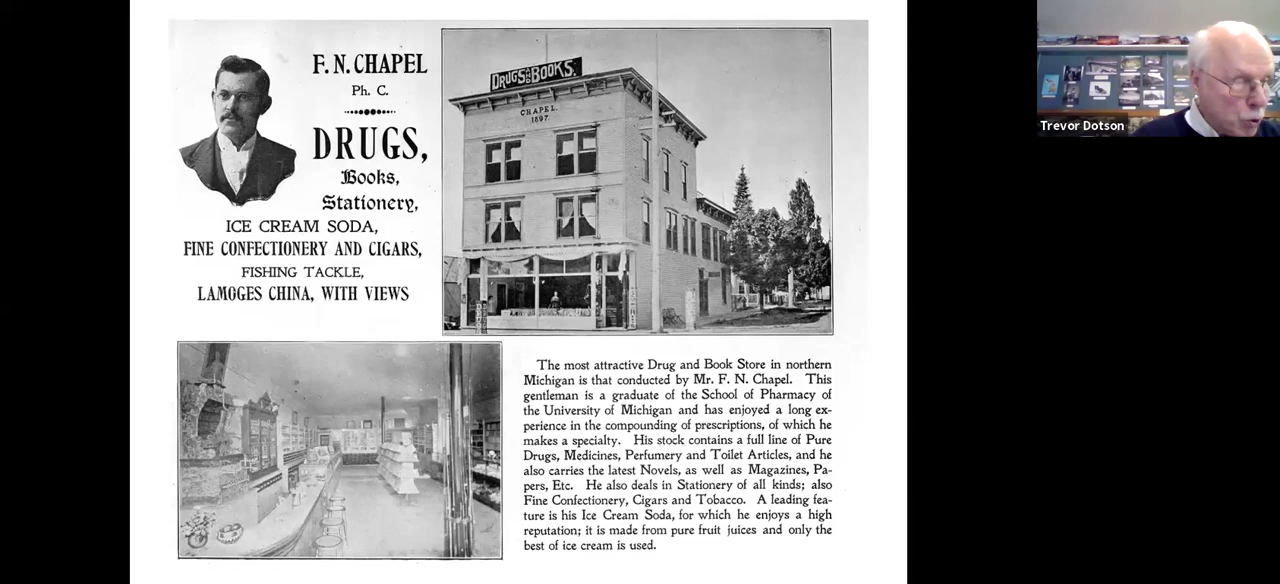 F. N. CHAPEL
Ph. C.
DRUGS,
Books,
Stationery,
ICE CREAM SODA,
FINE CONFECTIONERY AND CIGARS,
FISHING TACKLE,
LAMOGES CHINA, WITH VIEWS
DRUGS AND BOOKS.
CHAPEL.
1897.
The most attractive Drug and Book Store in northern
Michigan is that conducted by Mr. F. N. Chapel. This
gentleman is a graduate of the School of Pharmacy of
the University of Michigan and has enjoyed a long ex-
perience in the compounding of prescriptions, of which he
makes a specialty. His stock contains a full line of Pure
Drugs, Medicines, Perfumery and Toilet Articles, and he
also carries the latest Novels, as well as Magazines, Pa-
pers, Etc. He also deals in Stationery of all kinds; also
Fine Confectionery, Cigars and Tobacco. A leading fea-
ture is his Ice Cream Soda, for which he enjoys a high
reputation; it is made from pure fruit juices and only the
best of ice cream is used.
Trevor Dotson